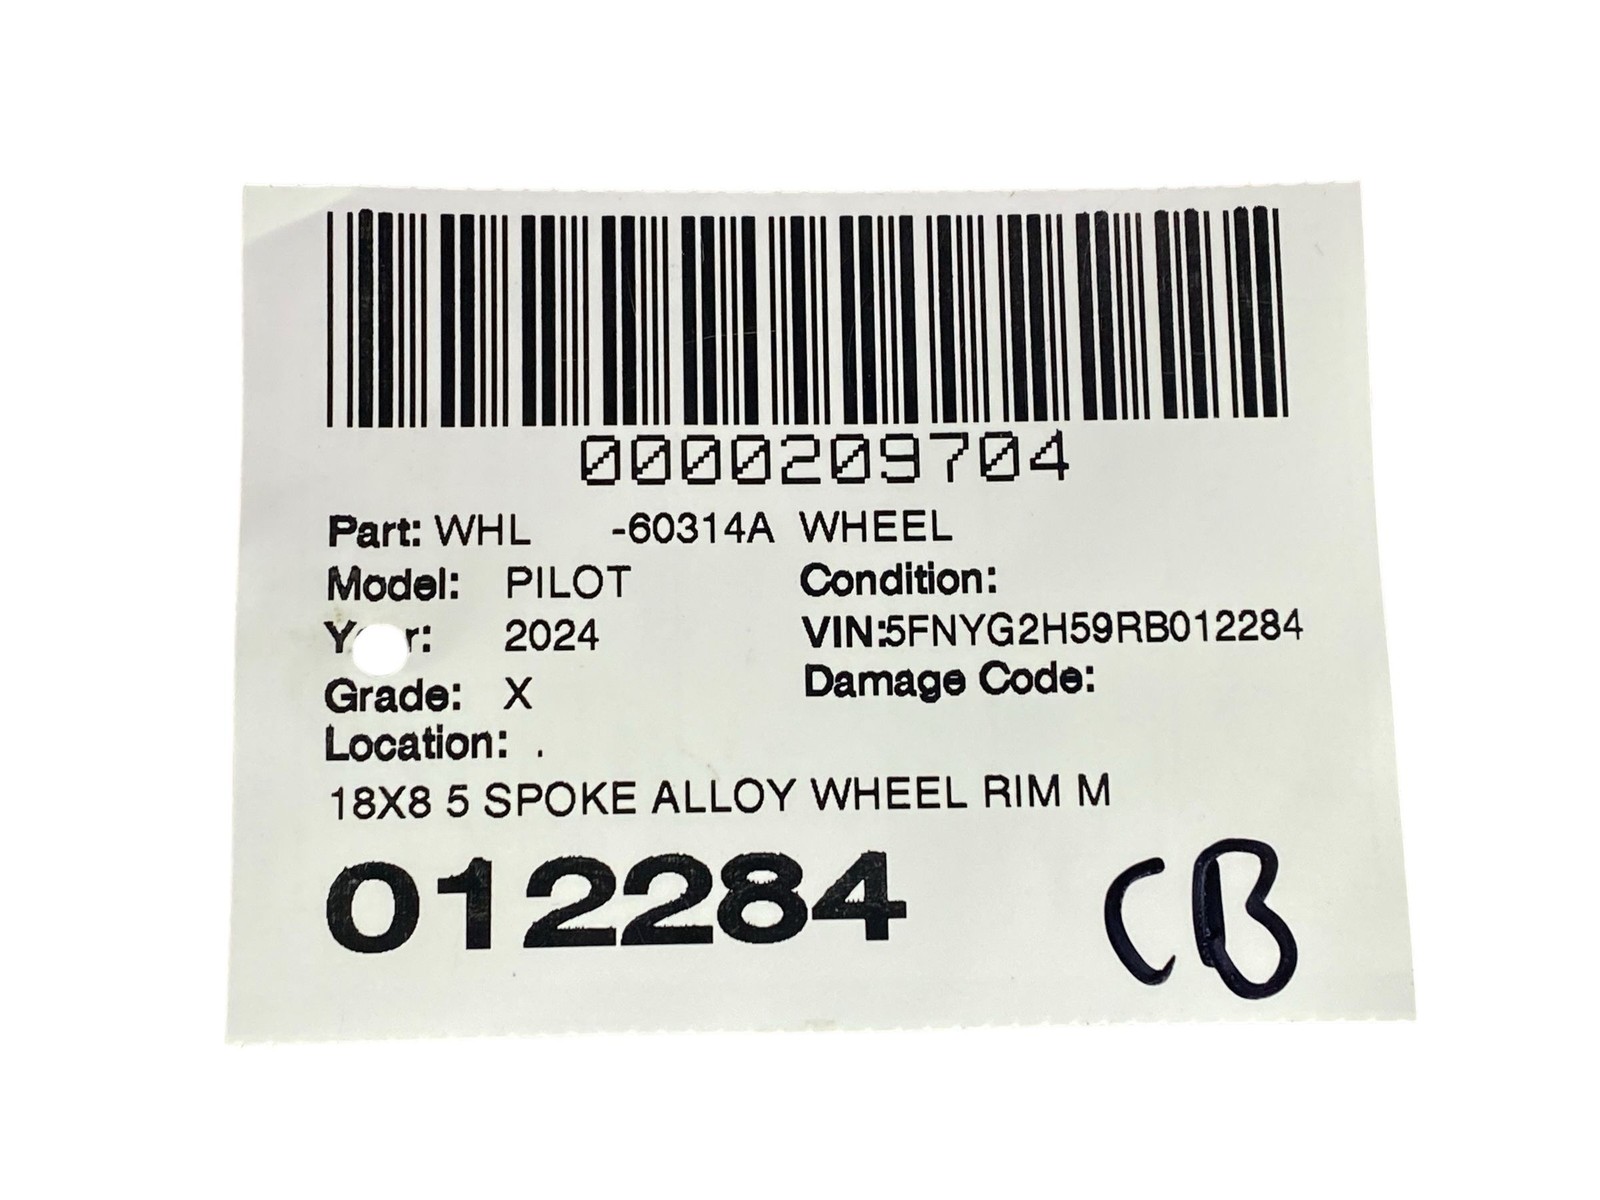 0000209704
Part: WHL -60314A WHEEL
Model: PILOT Condition:
2024 VIN:5FNYG2H59RB012284
Grade: X Damage Code:
Location: .
18X8 5 SPOKE ALLOY WHEEL RIM M
012284 CB